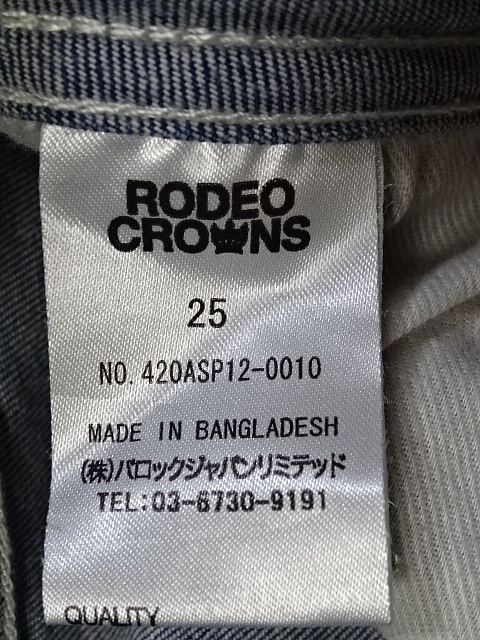 RODEO
CROWNS
25
NO. 420ASP12-0010
MADE IN BANGLADESH
(株)バロックジャパンリミテッド
TEL:03-6730-9191
QUALITY